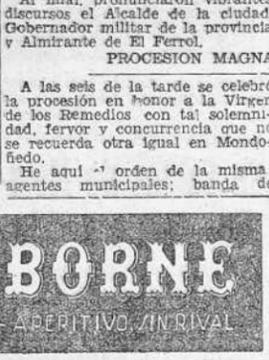 Al final, pronunciaron vibrantes
discursos el Alcalde de la ciudad
Gobernador militar de la provincia
y Almirante de El Ferrol.
PROCESION MAGNA
A las seis de la tarde se celebró
la procesión en honor a la Virgen
de los Remedios con tal solemni-
dad, fervor y concurrencia que no
se recuerda otra igual en Mondo-
ñedo.
He aquí el orden de la misma
agentes municipales; banda de
BORNE
APERITIVO SIN RIVAL